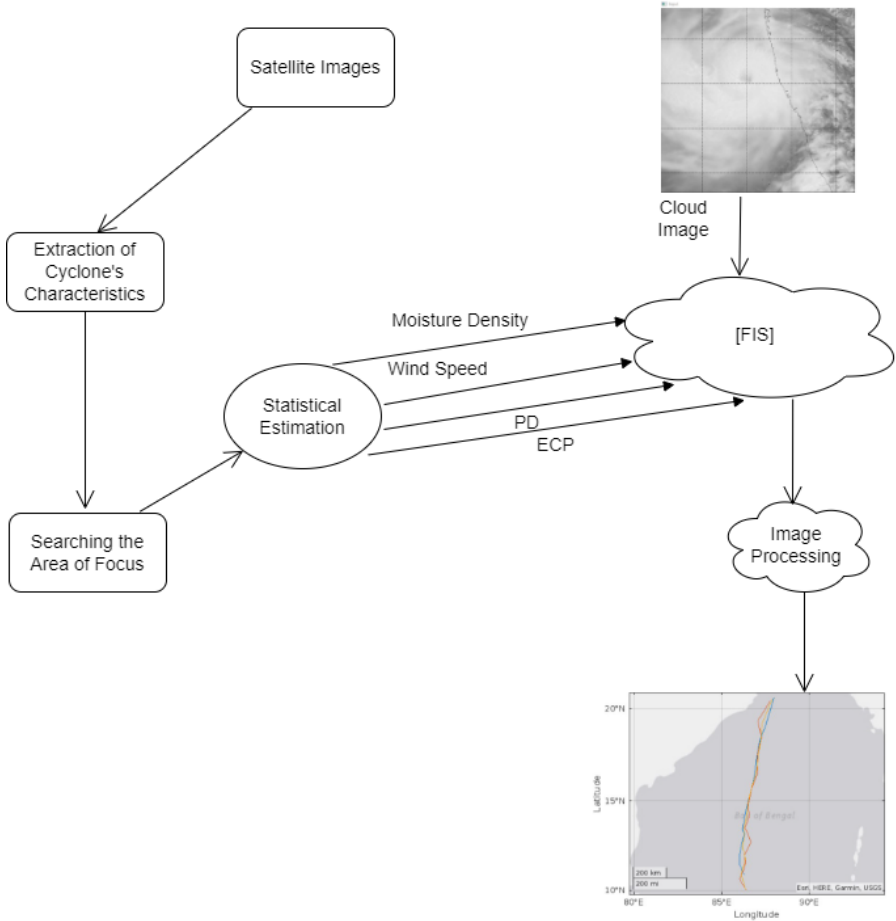 Satellite Images
Cloud
Image
Extraction of
Cyclone's
Characteristics
Moisture Density
[FIS]
Wind Speed
Statistical
Estimation
PD
ECP
Searching the
Area of Focus
Image
Processing
20°N
15°N
10°N
Latitude
Bay of Bengal
200 km
200 mi
Esri, HERE, Garmin, USGS
80°E
85°E
90°E
Longitude